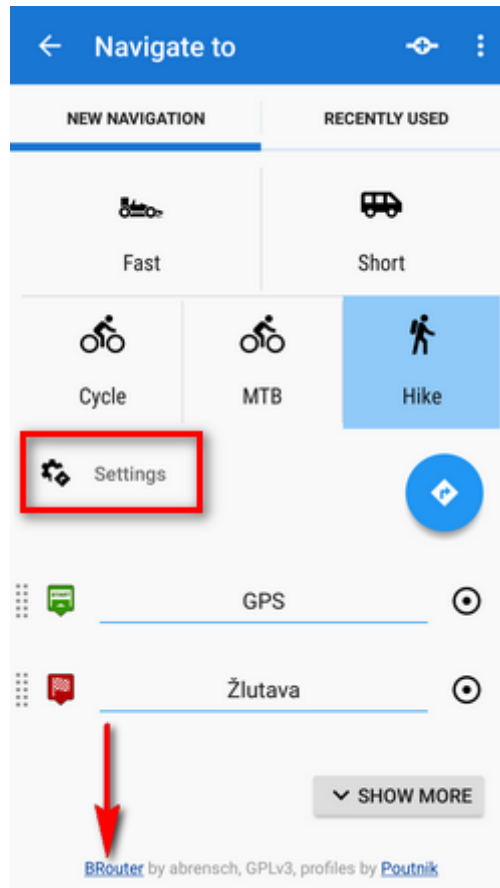 Navigate to
NEW NAVIGATION RECENTLY USED
Fast Short
Cycle MTB Hike
Settings
START
GPS
Žlutava
SHOW MORE
BRouter by abrensch, GPLv3, profiles by Poutnik